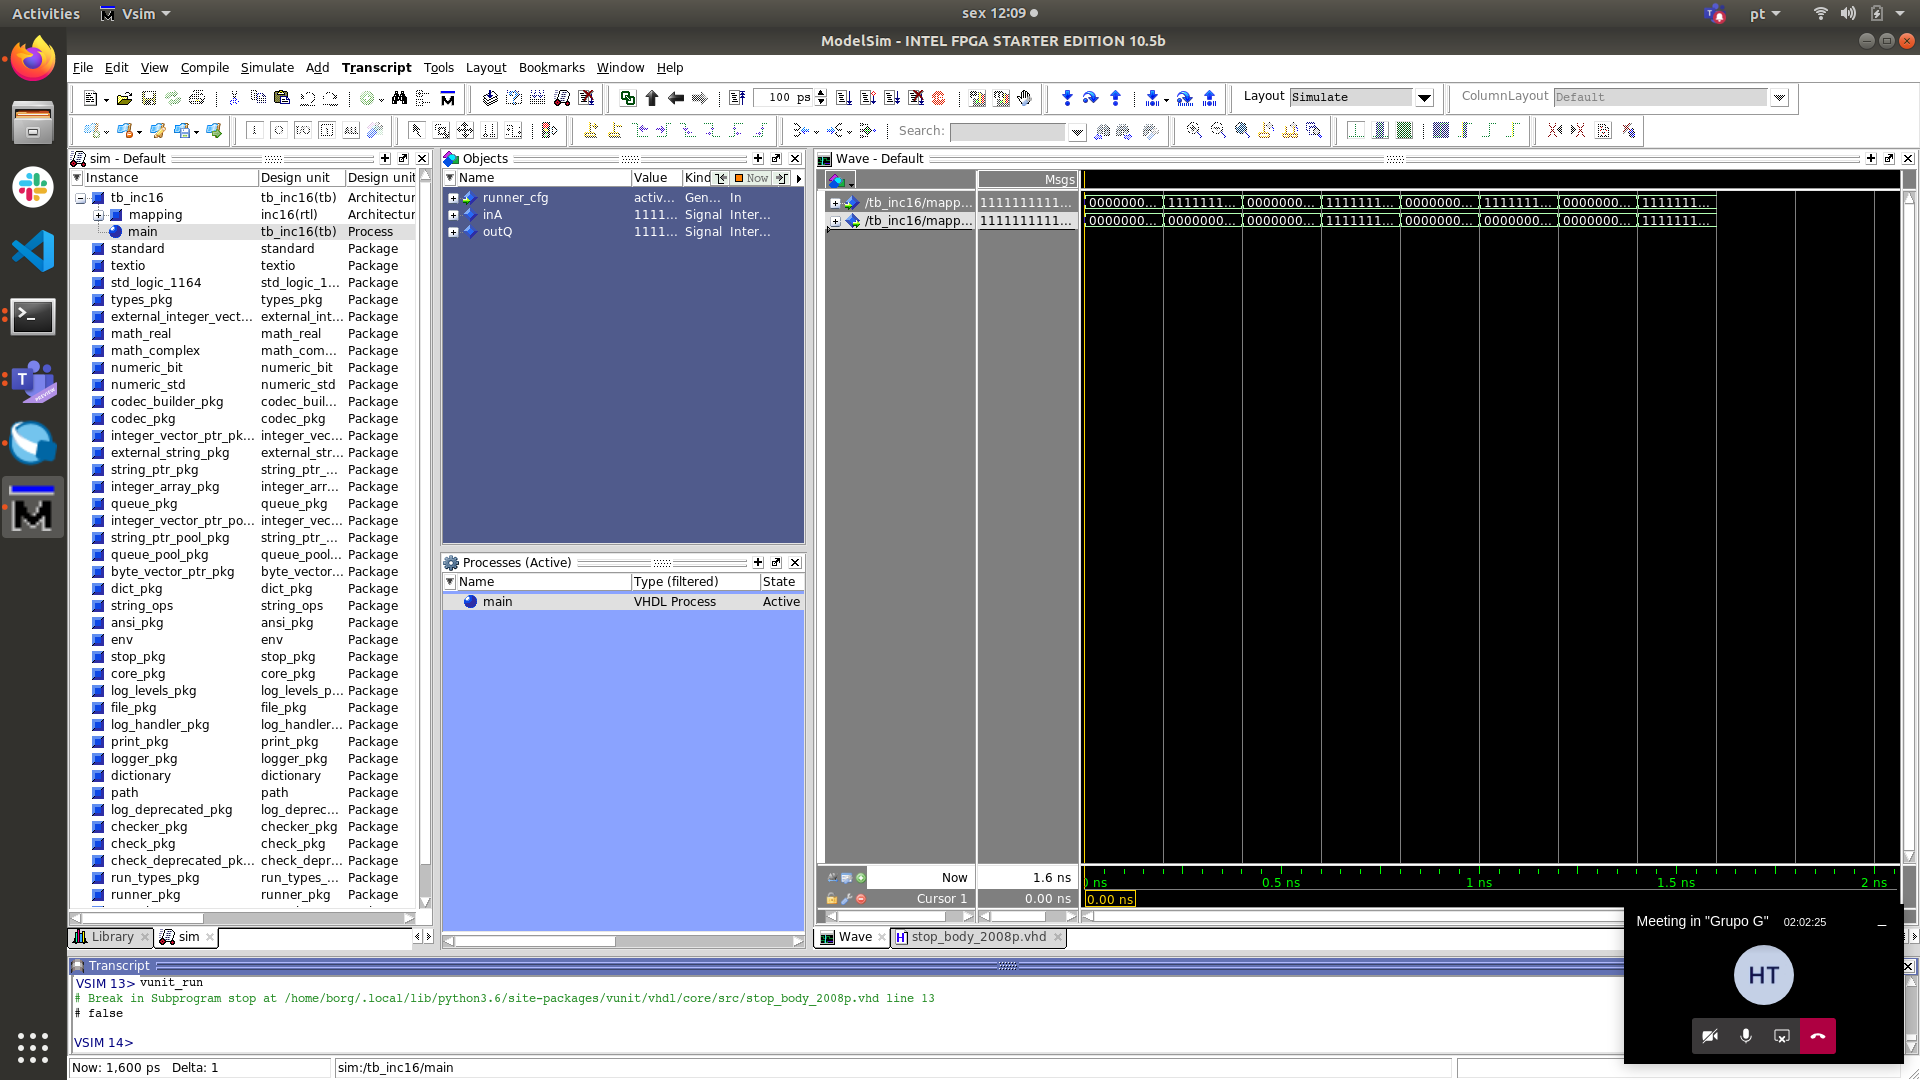 Activities Vsim sex 12:09 pt
ModelSim - INTEL FPGA STARTER EDITION 10.5b
File Edit View Compile Simulate Add Transcript Tools Layout Bookmarks Window Help
100 ps Layout Simulate ColumnLayout Default
Search:
sim - Default
Instance Design unit Design unit
tb_inc16 tb_inc16(tb) Architectur
mapping inc16(rtl) Architectur
main tb_inc16(tb) Process
standard standard Package
textio textio Package
std_logic_1164 std_logic_1... Package
types_pkg types_pkg Package
external_integer_vect... external_int... Package
math_real math_real Package
math_complex math_com... Package
numeric_bit numeric_bit Package
numeric_std numeric_std Package
codec_builder_pkg codec_buil... Package
codec_pkg codec_pkg Package
integer_vector_ptr_pk... integer_vec... Package
external_string_pkg external_str... Package
string_ptr_pkg string_ptr_... Package
integer_array_pkg integer_arr... Package
queue_pkg queue_pkg Package
integer_vector_ptr_po... integer_vec... Package
string_ptr_pool_pkg string_ptr_... Package
queue_pool_pkg queue_pool... Package
byte_vector_ptr_pkg byte_vector... Package
dict_pkg dict_pkg Package
string_ops string_ops Package
ansi_pkg ansi_pkg Package
env env Package
stop_pkg stop_pkg Package
core_pkg core_pkg Package
log_levels_pkg log_levels_p... Package
file_pkg file_pkg Package
log_handler_pkg log_handler... Package
print_pkg print_pkg Package
logger_pkg logger_pkg Package
dictionary dictionary Package
path path Package
log_deprecated_pkg log_deprec... Package
checker_pkg checker_pkg Package
check_pkg check_pkg Package
check_deprecated_pk... check_depr... Package
run_types_pkg run_types_... Package
runner_pkg runner_pkg Package
Library sim
Objects
Name Value Kind Now
runner_cfg activ... Gen... In
inA 1111... Signal Inter...
outQ 1111... Signal Inter...
Processes (Active)
Name Type (filtered) State
main VHDL Process Active
Wave - Default
Msgs
/tb_inc16/mapp... 1111111111... 0000000... 1111111... 0000000... 1111111... 0000000... 1111111... 0000000... 1111111...
/tb_inc16/mapp... 1111111111... 0000000... 0000000... 0000000... 1111111... 0000000... 0000000... 0000000... 1111111...
Now 1.6 ns ns 0.5 ns 1 ns 1.5 ns 2 ns
Cursor 1 0.00 ns 0.00 ns
Wave stop_body_2008p.vhd
Meeting in "Grupo G" 02:02:25
HT
Transcript
VSIM 13> vunit_run
# Break in Subprogram stop at /home/borg/.local/lib/python3.6/site-packages/vunit/vhdl/core/src/stop_body_2008p.vhd line 13
# false
VSIM 14>
Now: 1,600 ps Delta: 1 sim:/tb_inc16/main